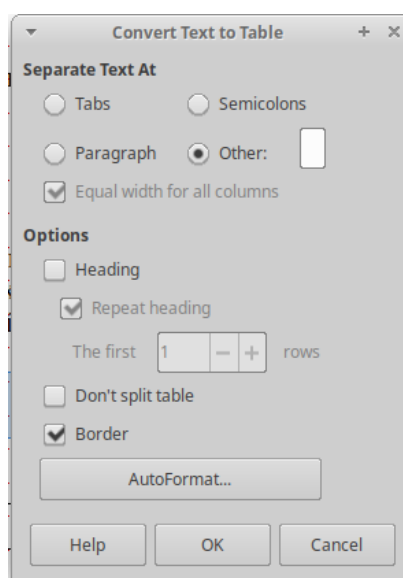 Convert Text to Table
Separate Text At
Tabs Semicolons
Paragraph Other:
Equal width for all columns
Options
Heading
Repeat heading
The first 1 rows
Don't split table
Border
AutoFormat...
Help OK Cancel